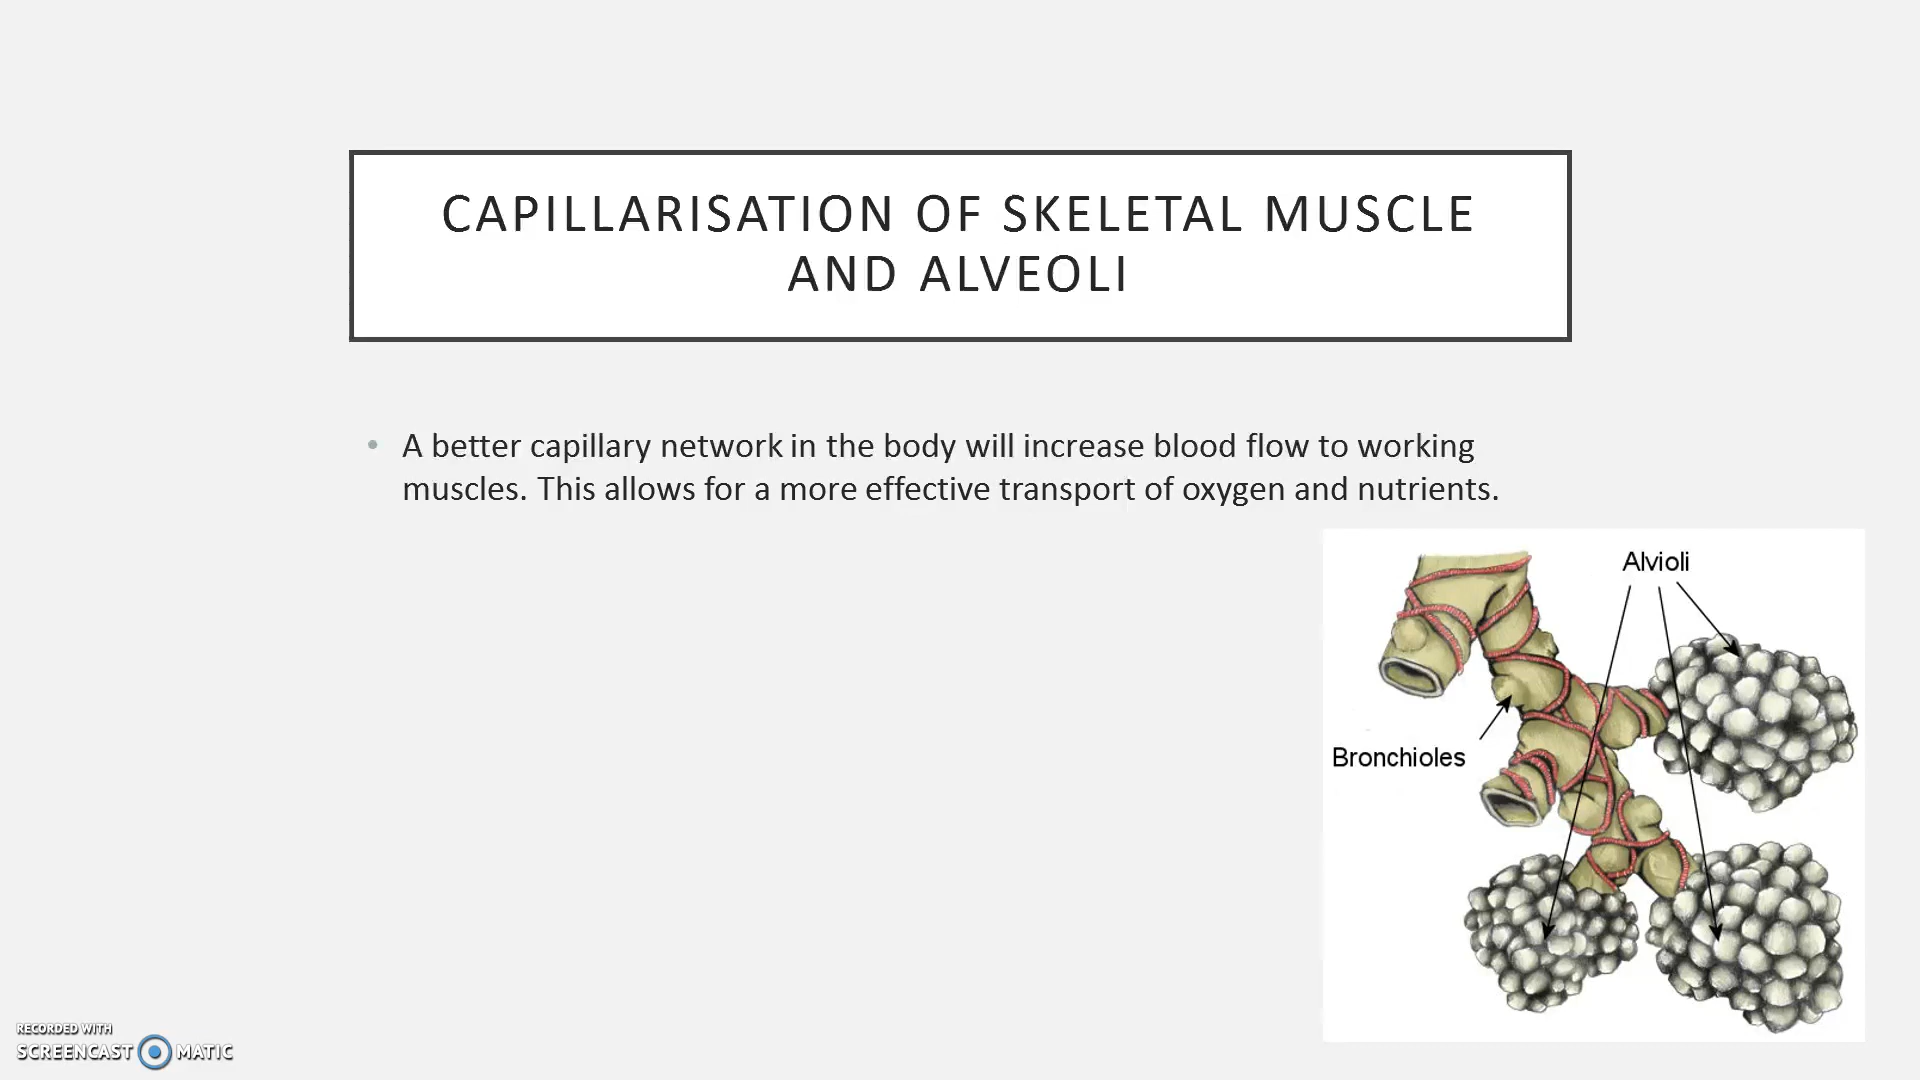 CAPILLARISATION OF SKELETAL MUSCLE
AND ALVEOLI
• A better capillary network in the body will increase blood flow to working
muscles. This allows for a more effective transport of oxygen and nutrients.
Alvioli
Bronchioles
RECORDED WITH
SCREENCAST MATIC